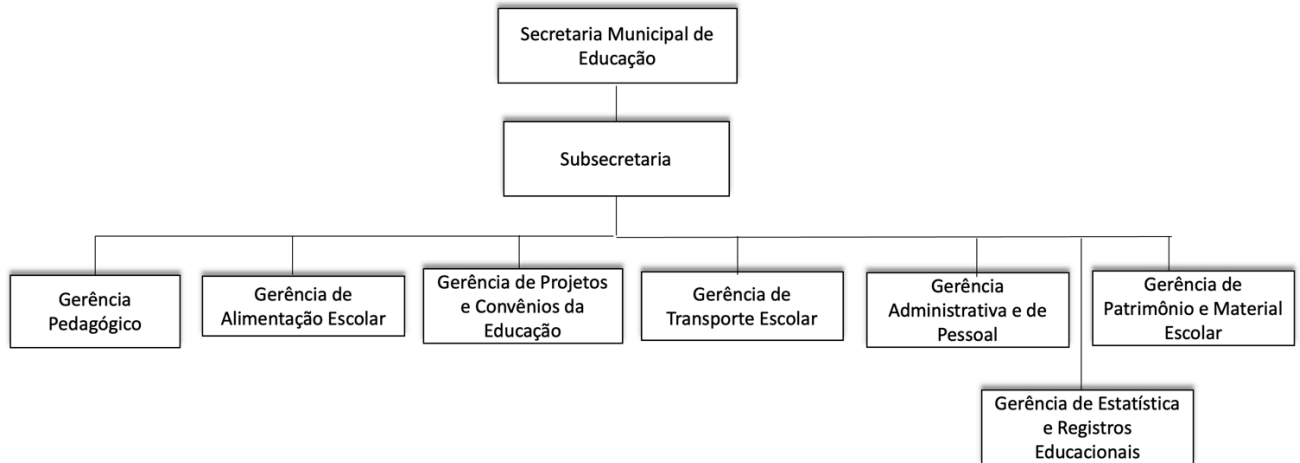 Secretaria Municipal de
Educação
Subsecretaria
Gerência
Pedagógico
Gerência de
Alimentação Escolar
Gerência de Projetos
e Convênios da
Educação
Gerência de
Transporte Escolar
Gerência
Administrativa e de
Pessoal
Gerência de
Patrimônio e Material
Escolar
Gerência de Estatística
e Registros
Educacionais